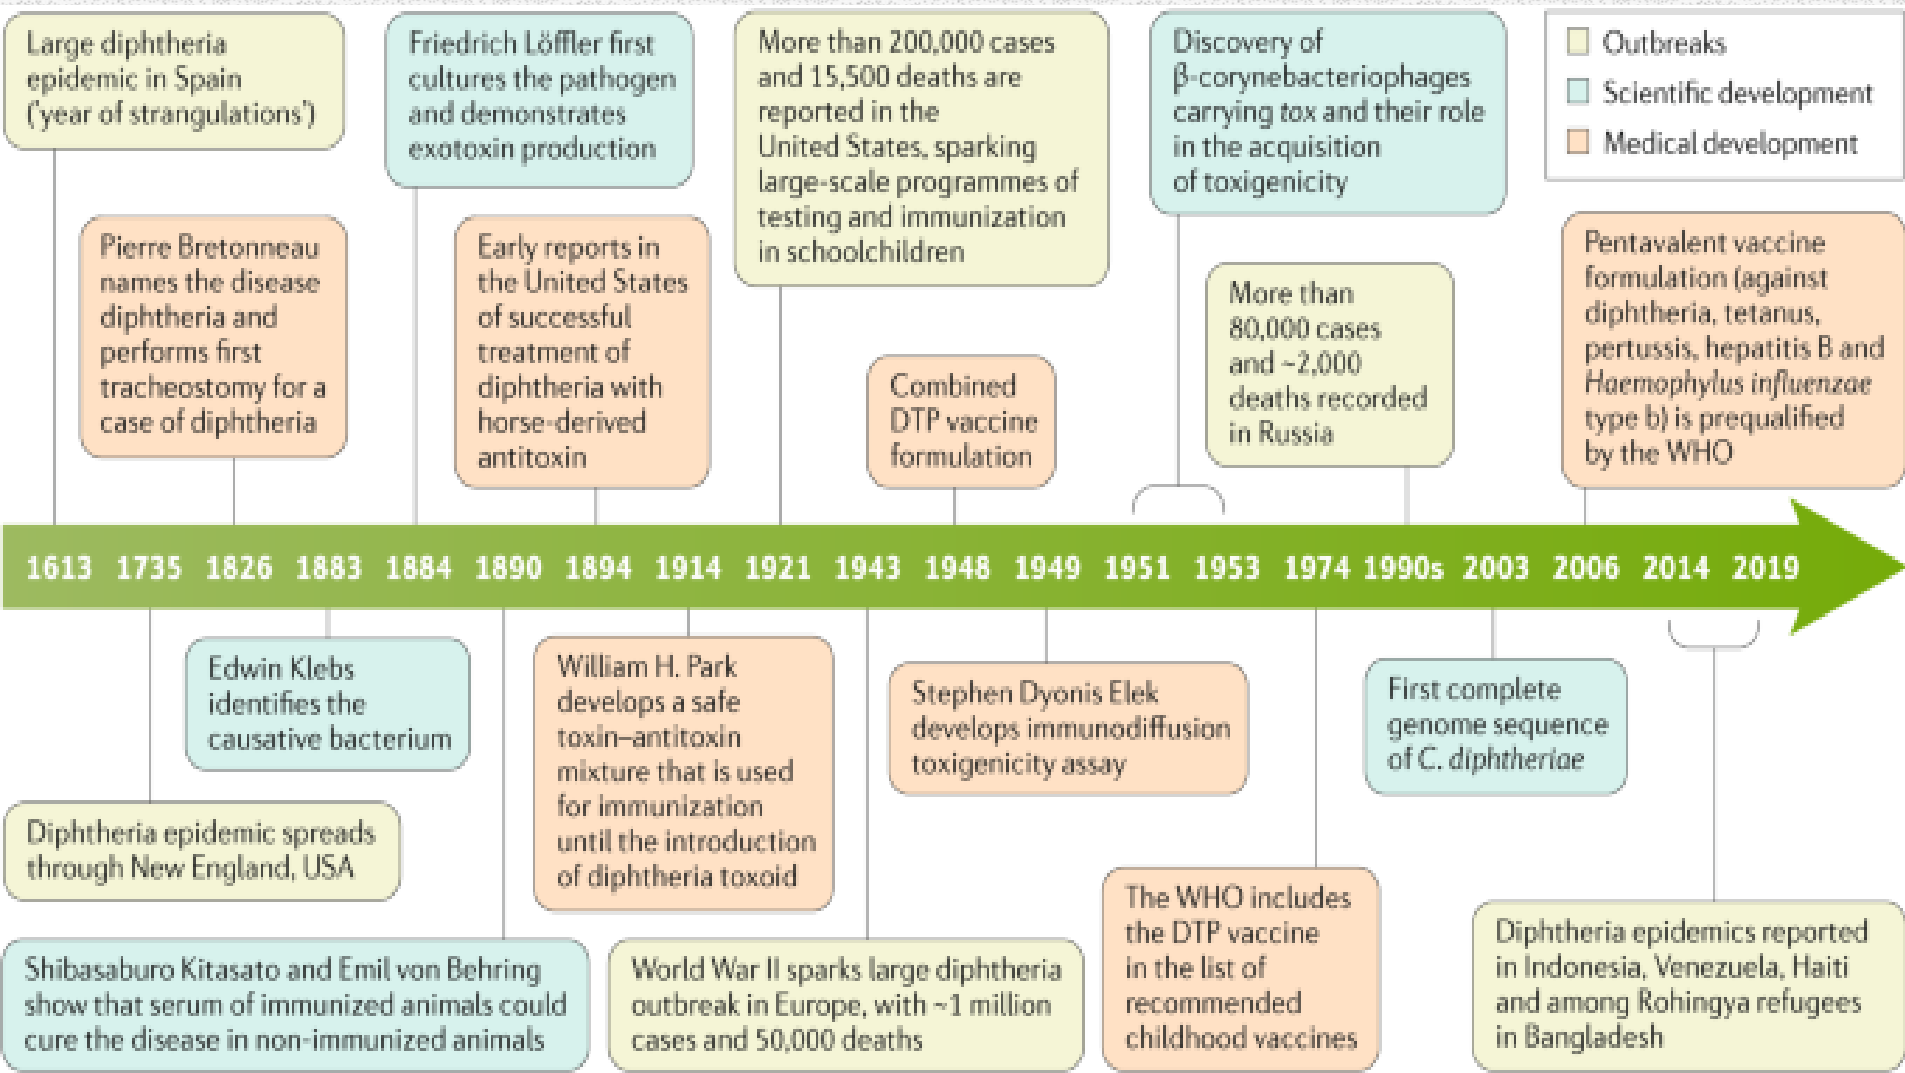 Large diphtheria
epidemic in Spain
('year of strangulations')
Friedrich Löffler first
cultures the pathogen
and demonstrates
exotoxin production
More than 200,000 cases
and 15,500 deaths are
reported in the
United States, sparking
large-scale programmes of
testing and immunization
in schoolchildren
Discovery of
β-corynebacteriophages
carrying tox and their role
in the acquisition
of toxigenicity
Outbreaks
Scientific development
Medical development
Pierre Bretonneau
names the disease
diphtheria and
performs first
tracheostomy for a
case of diphtheria
Early reports in
the United States
of successful
treatment of
diphtheria with
horse-derived
antitoxin
Combined
DTP vaccine
formulation
More than
80,000 cases
and ~2,000
deaths recorded
in Russia
Pentavalent vaccine
formulation (against
diphtheria, tetanus,
pertussis, hepatitis B and
Haemophylus influenzae
type b) is prequalified
by the WHO
1613 1735 1826 1883 1884 1890 1894 1914 1921 1943 1948 1949 1951 1953 1974 1990s 2003 2006 2014 2019
Edwin Klebs
identifies the
causative bacterium
William H. Park
develops a safe
toxin–antitoxin
mixture that is used
for immunization
until the introduction
of diphtheria toxoid
Stephen Dyonis Elek
develops immunodiffusion
toxigenicity assay
First complete
genome sequence
of C. diphtheriae
Diphtheria epidemic spreads
through New England, USA
The WHO includes
the DTP vaccine
in the list of
recommended
childhood vaccines
Diphtheria epidemics reported
in Indonesia, Venezuela, Haiti
and among Rohingya refugees
in Bangladesh
Shibasaburo Kitasato and Emil von Behring
show that serum of immunized animals could
cure the disease in non-immunized animals
World War II sparks large diphtheria
outbreak in Europe, with ~1 million
cases and 50,000 deaths